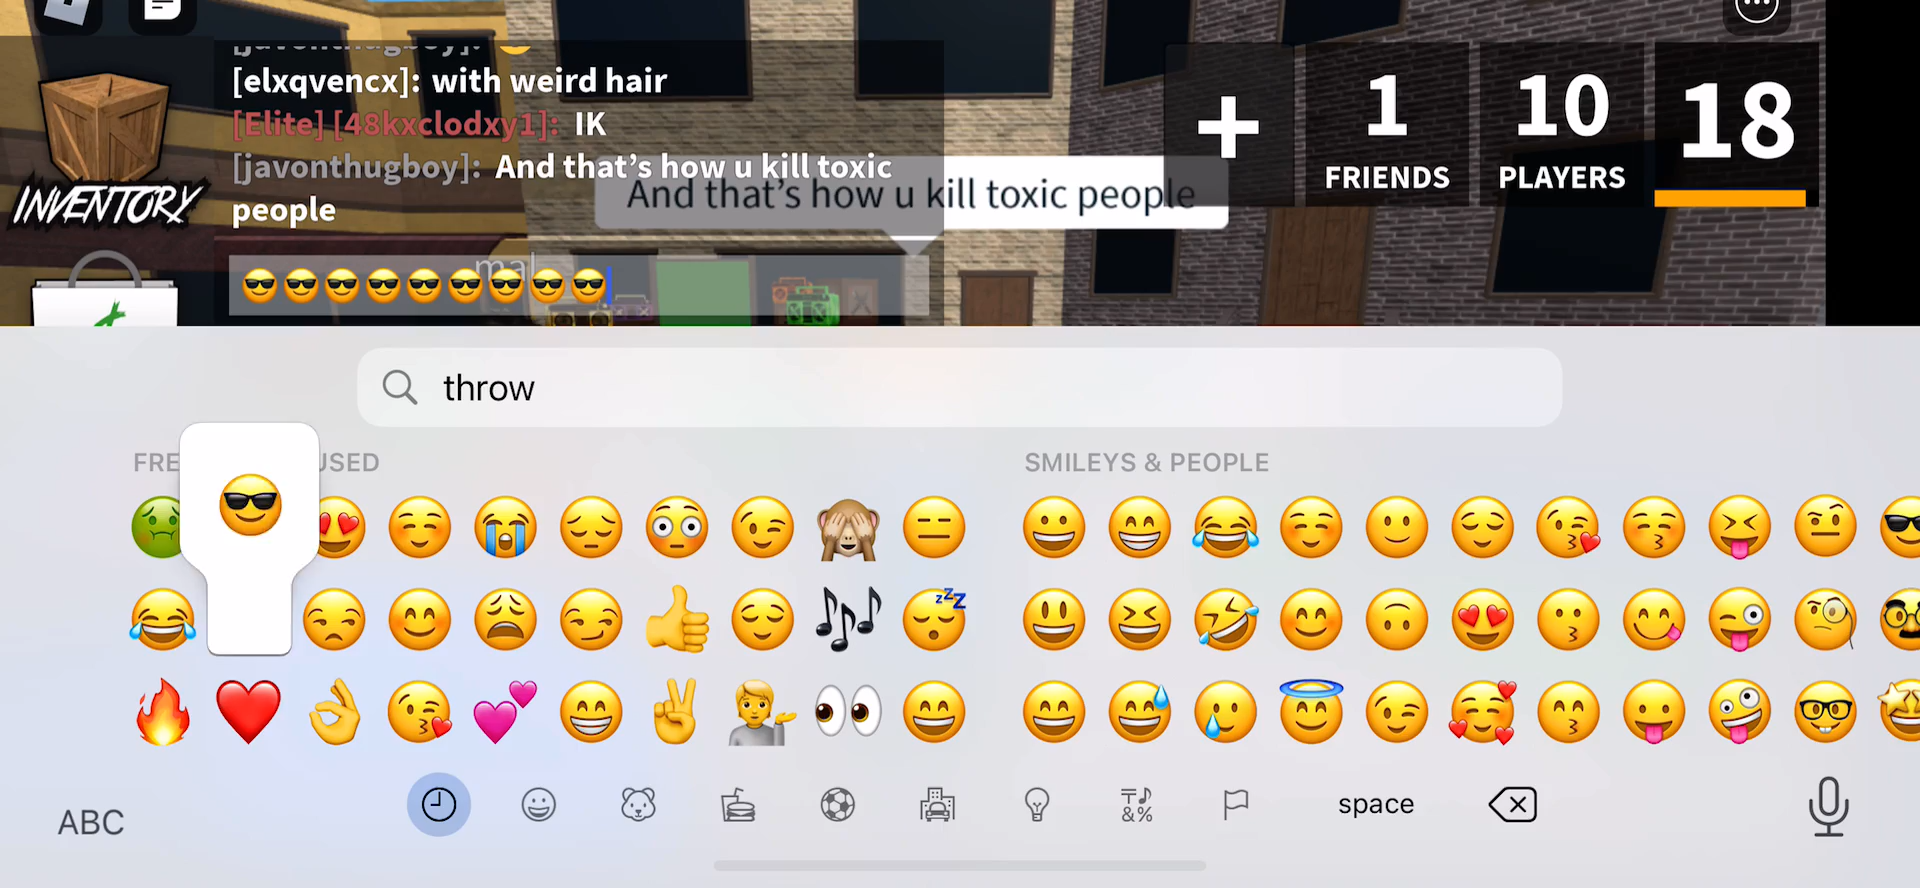 [javonthugboy]: 😊
[elxqvencx]: with weird hair
[Elite] [48kxclodxy1]: IK
[javonthugboy]: And that’s how u kill toxic
people
And that’s how u kill toxic people
INVENTORY
+
1
FRIENDS
10
PLAYERS
18
😎😎😎😎😎😎😎😎😎
throw
USED
SMILEYS & PEOPLE
ABC
space